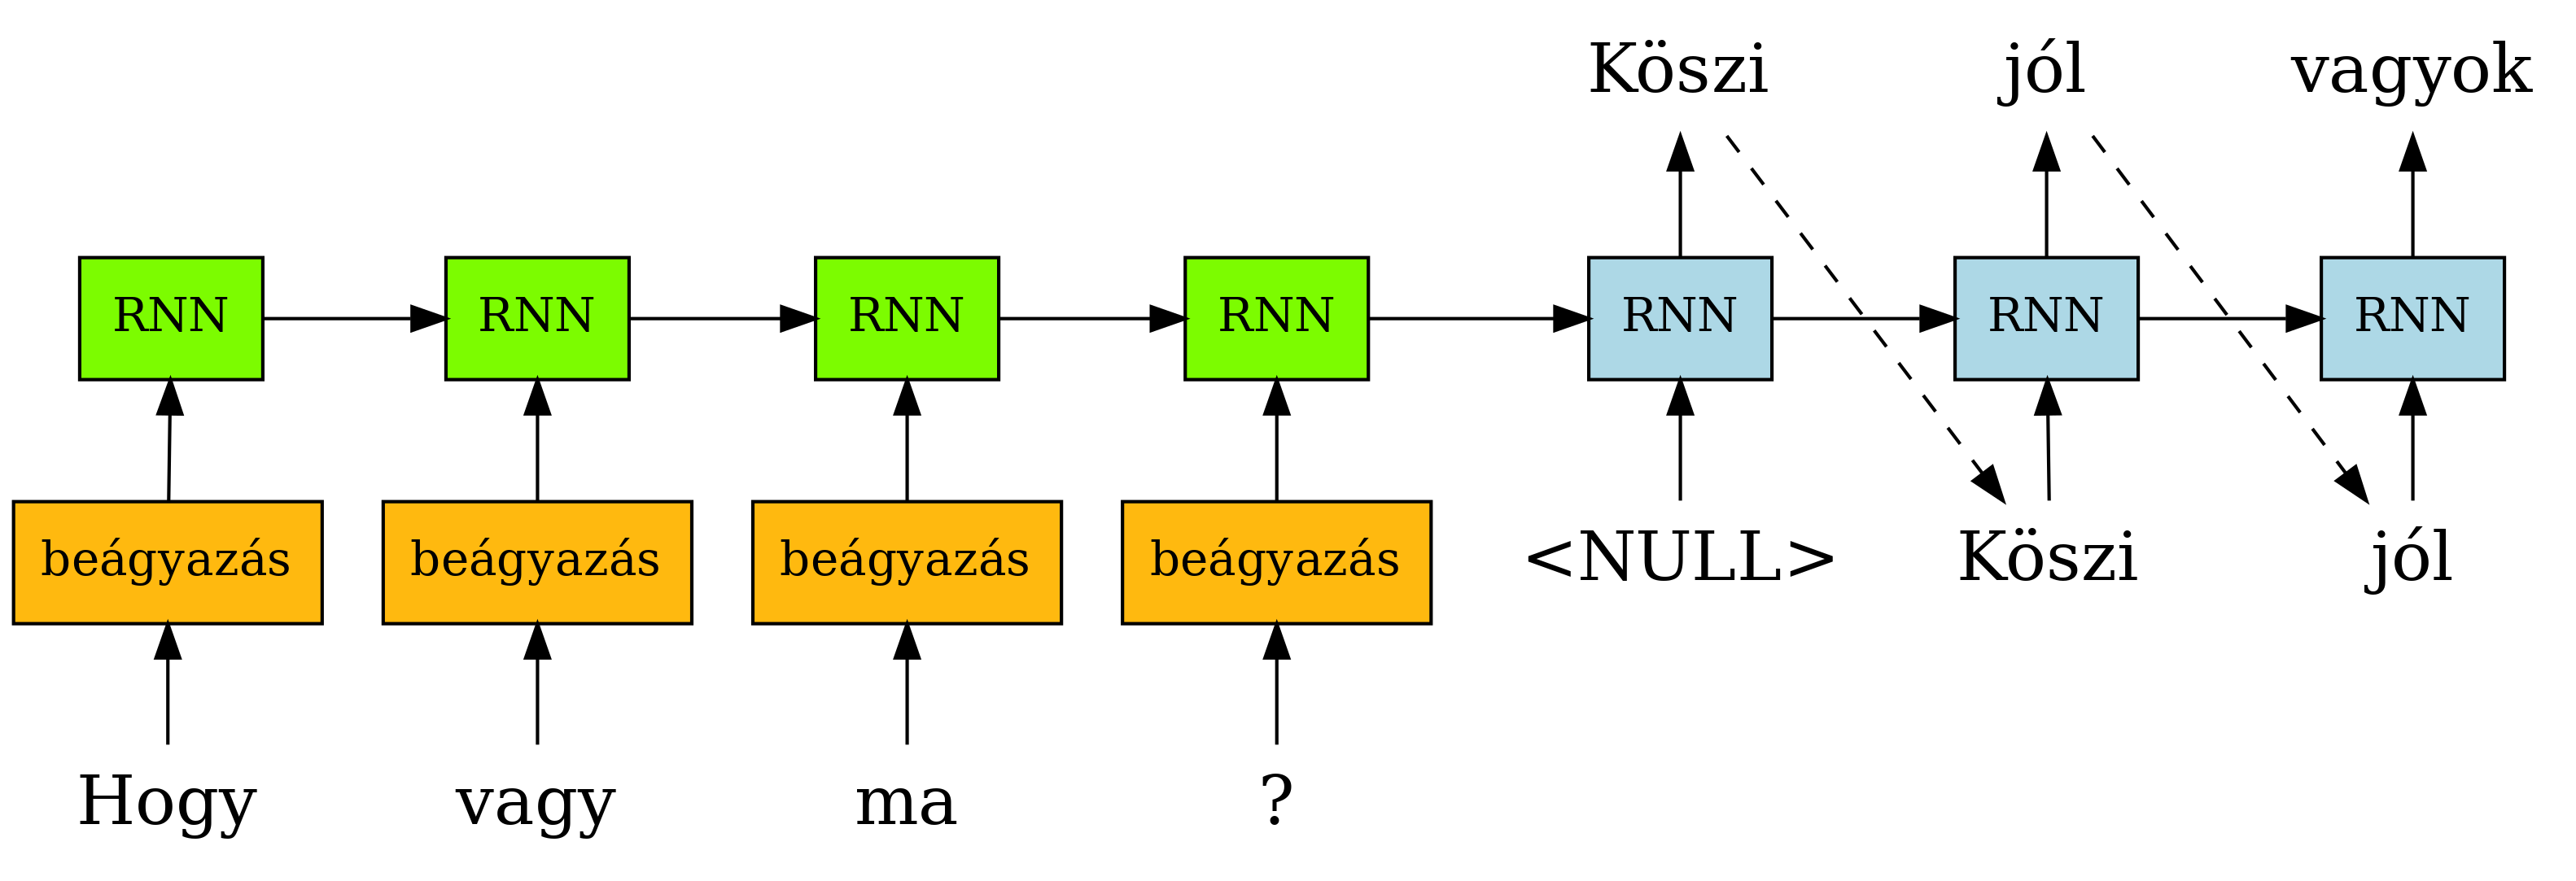 Köszi jól vagyok
RNN RNN RNN RNN RNN RNN RNN
beágyazás beágyazás beágyazás beágyazás <NULL> Köszi jól
Hogy vagy ma ?